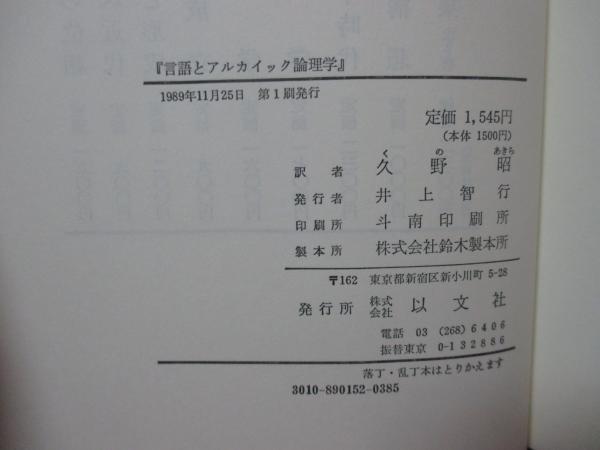 『言語とアルカイック論理学』
1989年11月25日 第1刷発行
定価 1,545円
(本体 1500円)
くのあきら
訳者 久野昭
発行者 井上智行
印刷所 斗南印刷所
製本所 株式会社鈴木製本所
〒162 東京都新宿区新小川町 5-28
発行所 株式会社 以文社
電話 03 (268) 6406
振替東京 0-132886
落丁・乱丁本はとりかえます
3010-890152-0385